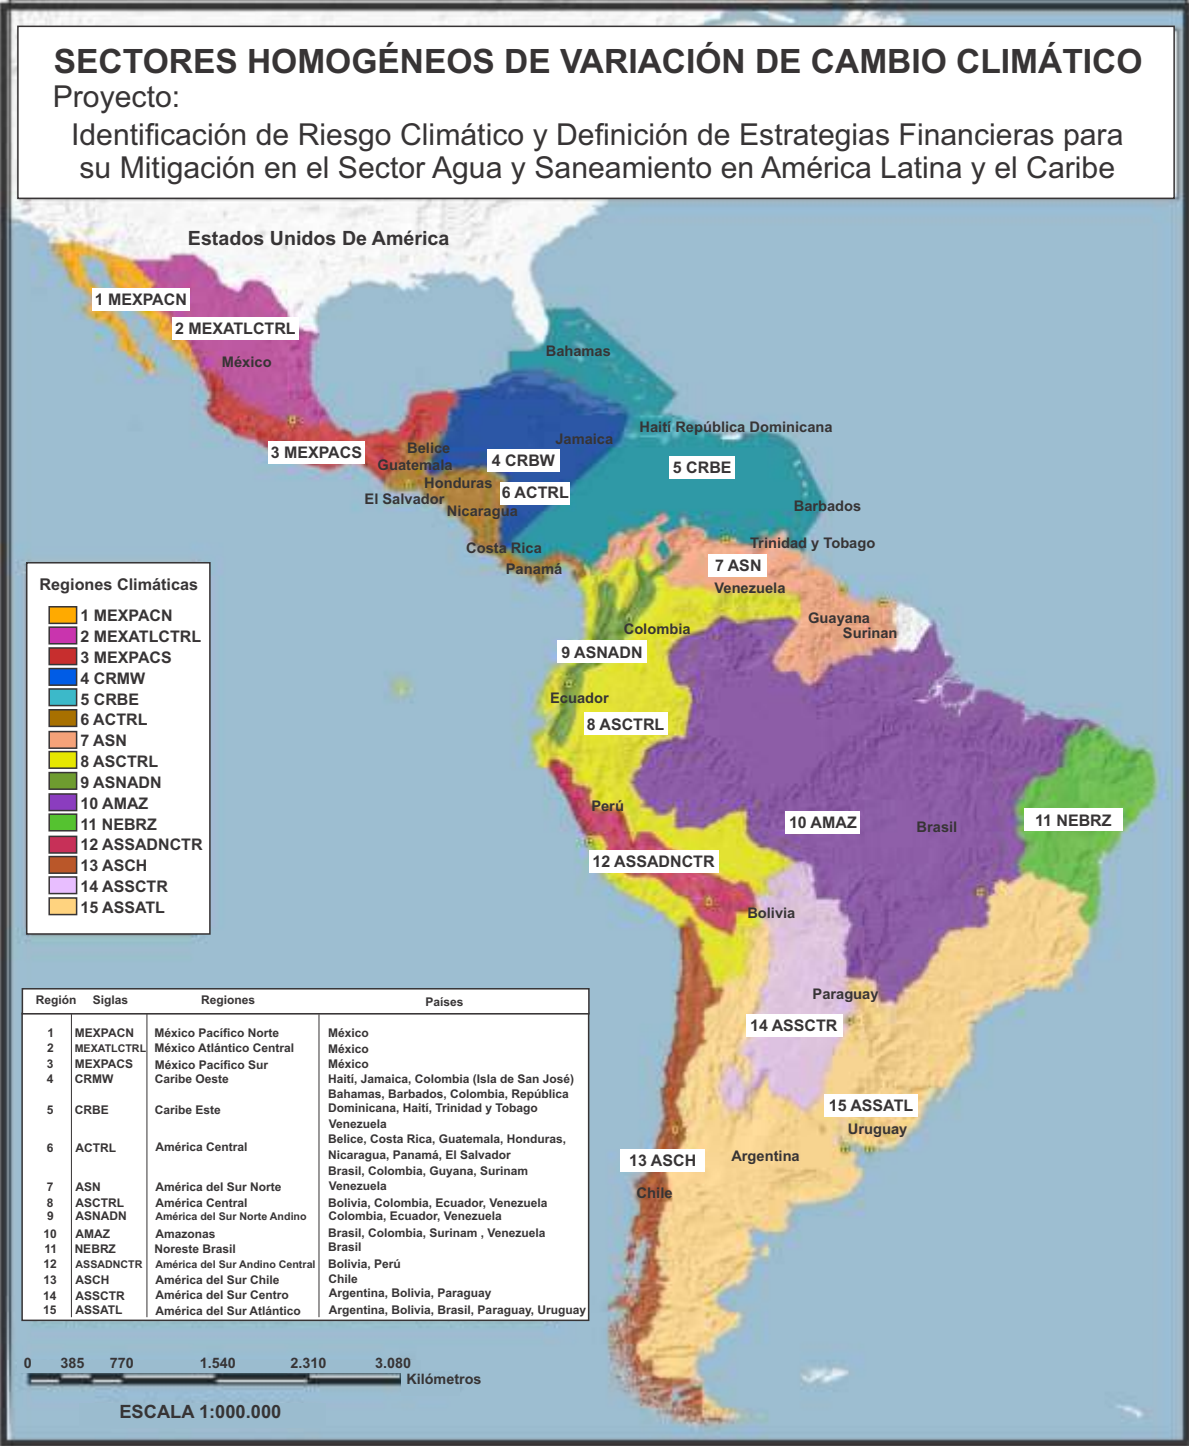 SECTORES HOMOGÉNEOS DE VARIACIÓN DE CAMBIO CLIMÁTICO
Proyecto:
Identificación de Riesgo Climático y Definición de Estrategias Financieras para
su Mitigación en el Sector Agua y Saneamiento en América Latina y el Caribe
Estados Unidos De América
1 MEXPACN
2 MEXATLCTRL
México
Bahamas
3 MEXPACS
Haití República Dominicana
Jamaica
Belice
Guatemala
4 CRBW
5 CRBE
Honduras
6 ACTRL
El Salvador
Nicaragua
Barbados
Costa Rica
Trinidad y Tobago
Panamá
7 ASN
Venezuela
Guayana
Surinan
Colombia
9 ASNADN
Ecuador
8 ASCTRL
Perú
10 AMAZ
Brasil
11 NEBRZ
12 ASSADNCTR
Bolivia
Paraguay
14 ASSCTR
15 ASSATL
Uruguay
Argentina
13 ASCH
Chile
Regiones Climáticas
1 MEXPACN
2 MEXATLCTRL
3 MEXPACS
4 CRMW
5 CRBE
6 ACTRL
7 ASN
8 ASCTRL
9 ASNADN
10 AMAZ
11 NEBRZ
12 ASSADNCTR
13 ASCH
14 ASSCTR
15 ASSATL
Región Siglas Regiones Países
1 MEXPACN México Pacífico Norte México
2 MEXATLCTRL México Atlántico Central México
3 MEXPACS México Pacífico Sur México
4 CRMW Caribe Oeste Haití, Jamaica, Colombia (Isla de San José)
Bahamas, Barbados, Colombia, República
5 CRBE Caribe Este Dominicana, Haití, Trinidad y Tobago
Venezuela
Belice, Costa Rica, Guatemala, Honduras,
6 ACTRL América Central
Nicaragua, Panamá, El Salvador
Brasil, Colombia, Guyana, Surinam
7 ASN América del Sur Norte Venezuela
8 ASCTRL América Central Bolivia, Colombia, Ecuador, Venezuela
9 ASNADN América del Sur Norte Andino Colombia, Ecuador, Venezuela
10 AMAZ Amazonas Brasil, Colombia, Surinam , Venezuela
11 NEBRZ Noreste Brasil Brasil
12 ASSADNCTR América del Sur Andino Central Bolivia, Perú
13 ASCH América del Sur Chile Chile
14 ASSCTR América del Sur Centro Argentina, Bolivia, Paraguay
15 ASSATL América del Sur Atlántico Argentina, Bolivia, Brasil, Paraguay, Uruguay
0 385 770 1.540 2.310 3.080
Kilómetros
ESCALA 1:000.000